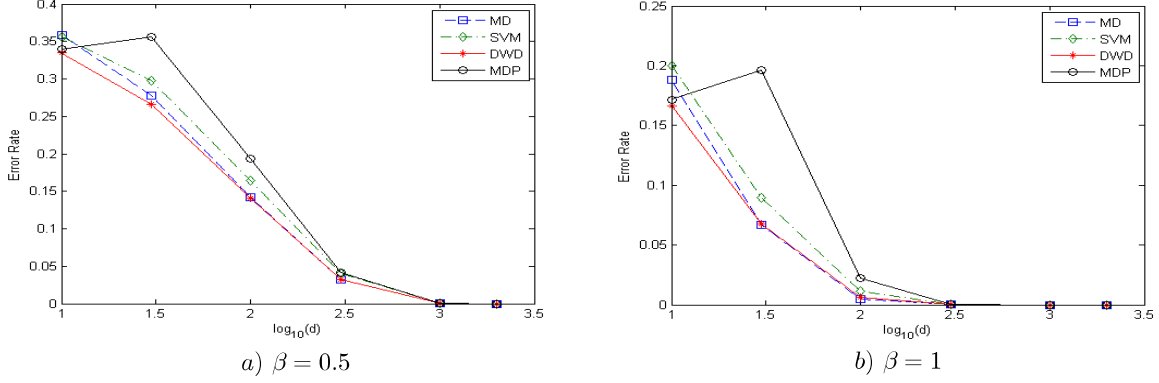 0.4
0.35
0.3
0.25
0.2
0.15
0.1
0.05
0
Error Rate
MD
SVM
DWD
MDP
1
1.5
2
2.5
3
3.5
log10(d)
a) β = 0.5
0.25
0.2
0.15
0.1
0.05
0
Error Rate
MD
SVM
DWD
MDP
1
1.5
2
2.5
3
3.5
log10(d)
b) β = 1